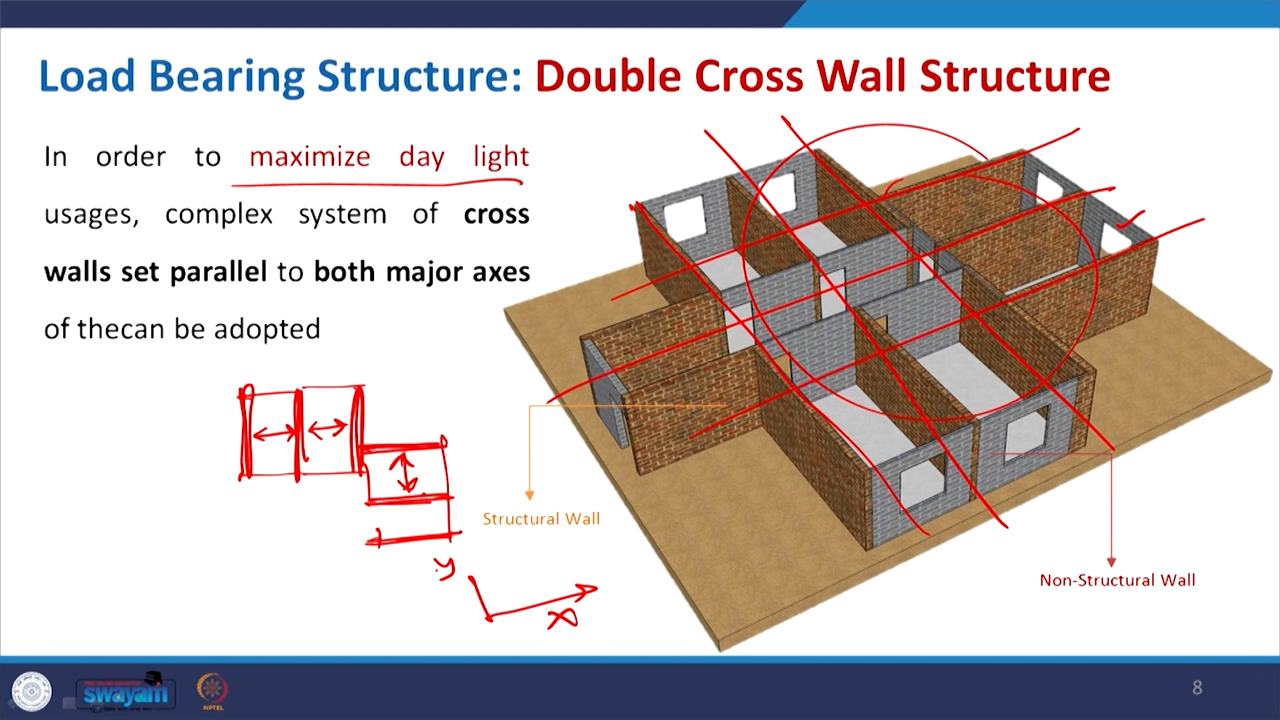 Load Bearing Structure: Double Cross Wall Structure
In order to maximize day light
usages, complex system of cross
walls set parallel to both major axes
of thecan be adopted
Structural Wall
Non-Structural Wall
y
X
swayam
NPTEL
8